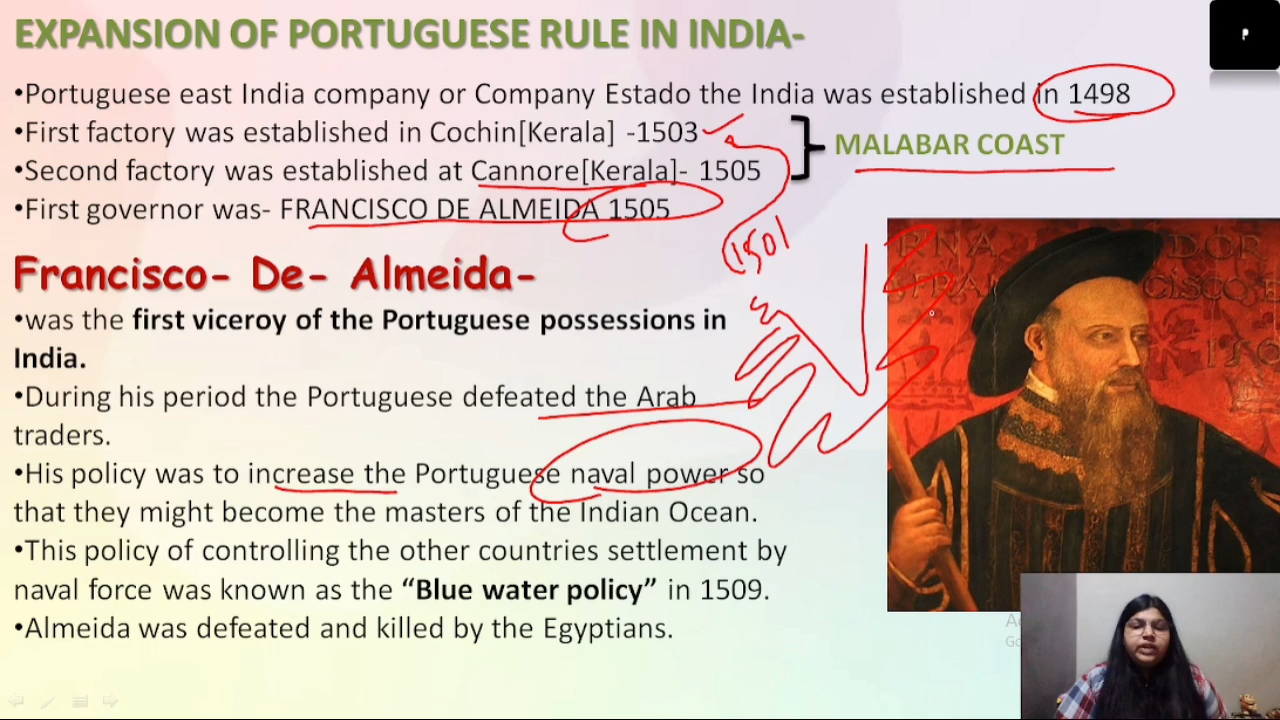 EXPANSION OF PORTUGUESE RULE IN INDIA-
•Portuguese east India company or Company Estado the India was established in 1498
•First factory was established in Cochin[Kerala] -1503
•Second factory was established at Cannore[Kerala]- 1505
MALABAR COAST
•First governor was- FRANCISCO DE ALMEIDA 1505
(1501
Francisco- De- Almeida-
•was the first viceroy of the Portuguese possessions in
India.
•During his period the Portuguese defeated the Arab
traders.
•His policy was to increase the Portuguese naval power so
that they might become the masters of the Indian Ocean.
•This policy of controlling the other countries settlement by
naval force was known as the “Blue water policy” in 1509.
•Almeida was defeated and killed by the Egyptians.
DOR
CISCO